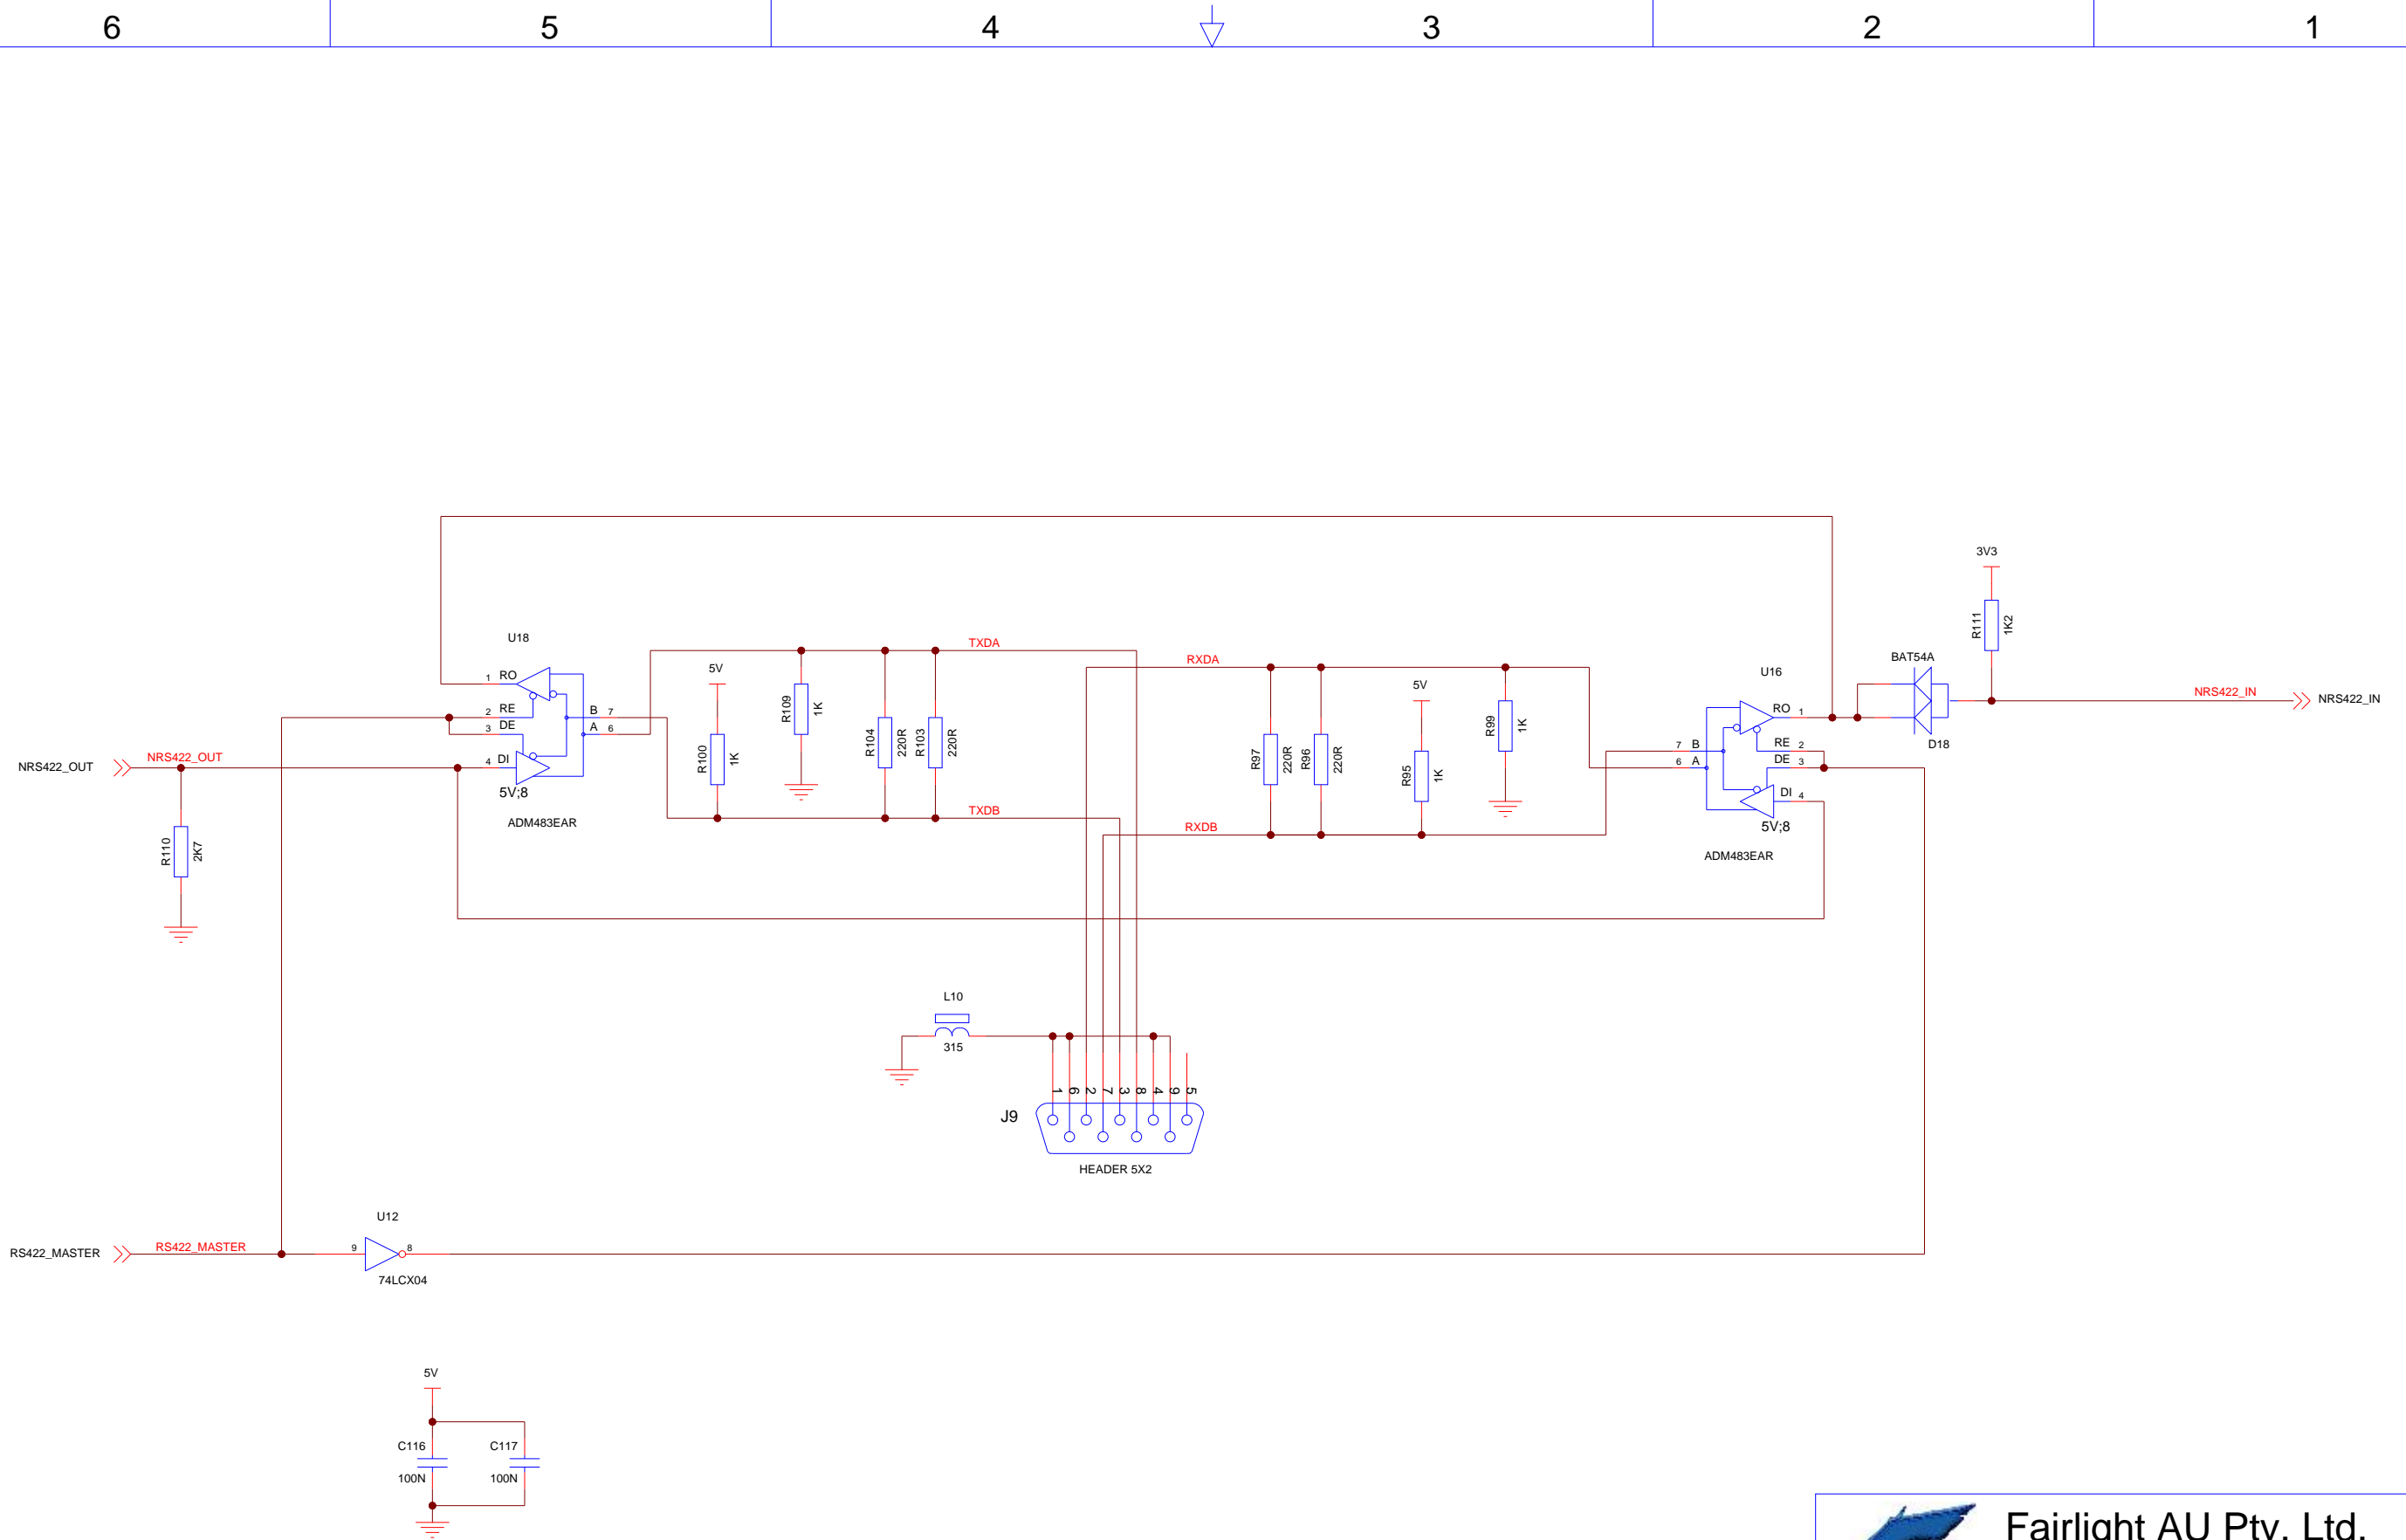 6 5 4 3 2 1
3V3
R111 1K2
U18
TXDA
RXDA
BAT54A
U16
5V
1 RO
5V
RO 1
NRS422_IN
NRS422_IN
R109 1K
2 RE
B 7
R99 1K
3 DE
A 6
R104 220R
R103 220R
D18
7 B
RE 2
R100 1K
R97 220R
R96 220R
NRS422_OUT
NRS422_OUT
4 DI
6 A
DE 3
R95 1K
5V;8
DI 4
TXDB
ADM483EAR
RXDB
5V;8
R110 2K7
ADM483EAR
L10
315
1 6 2 7 3 8 4 9 5
J9
HEADER 5X2
U12
RS422_MASTER
RS422_MASTER
9
8
74LCX04
5V
C116
C117
100N
100N
Fairlight AU Pty. Ltd.